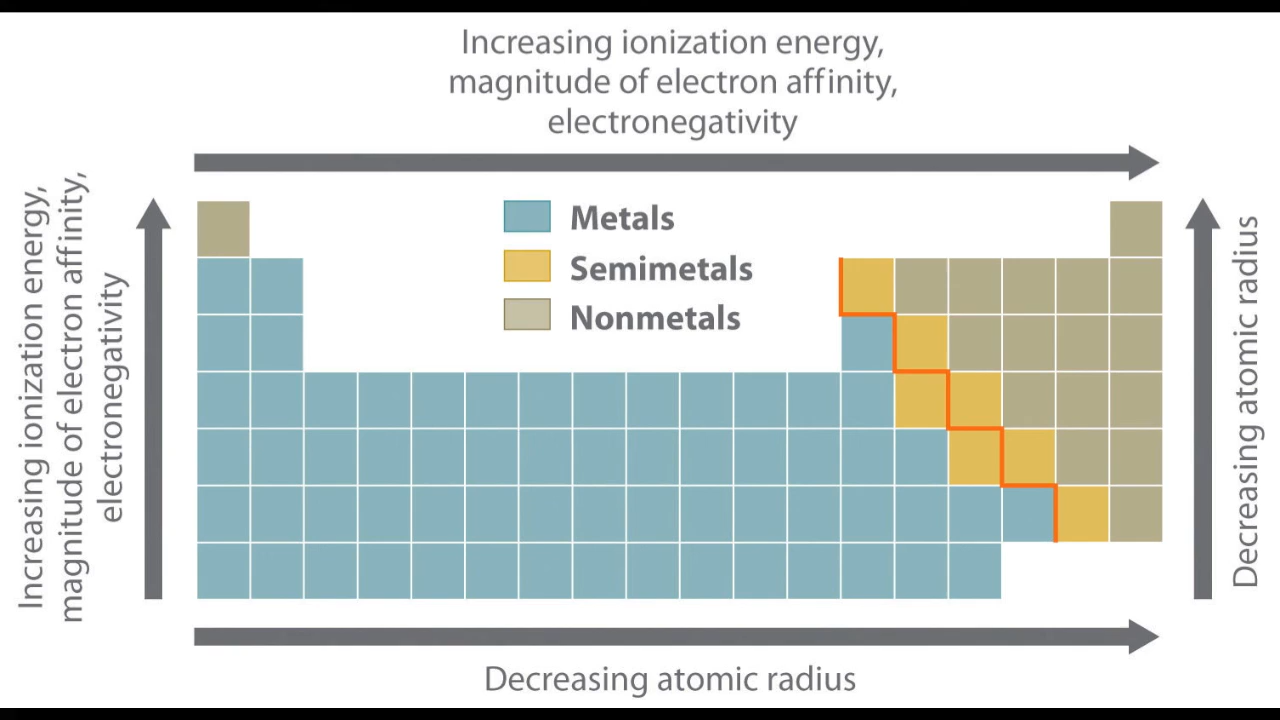 Increasing ionization energy,
magnitude of electron affinity,
electronegativity
Increasing ionization energy,
magnitude of electron affinity,
electronegativity
Metals
Semimetals
Nonmetals
Decreasing atomic radius
Decreasing atomic radius